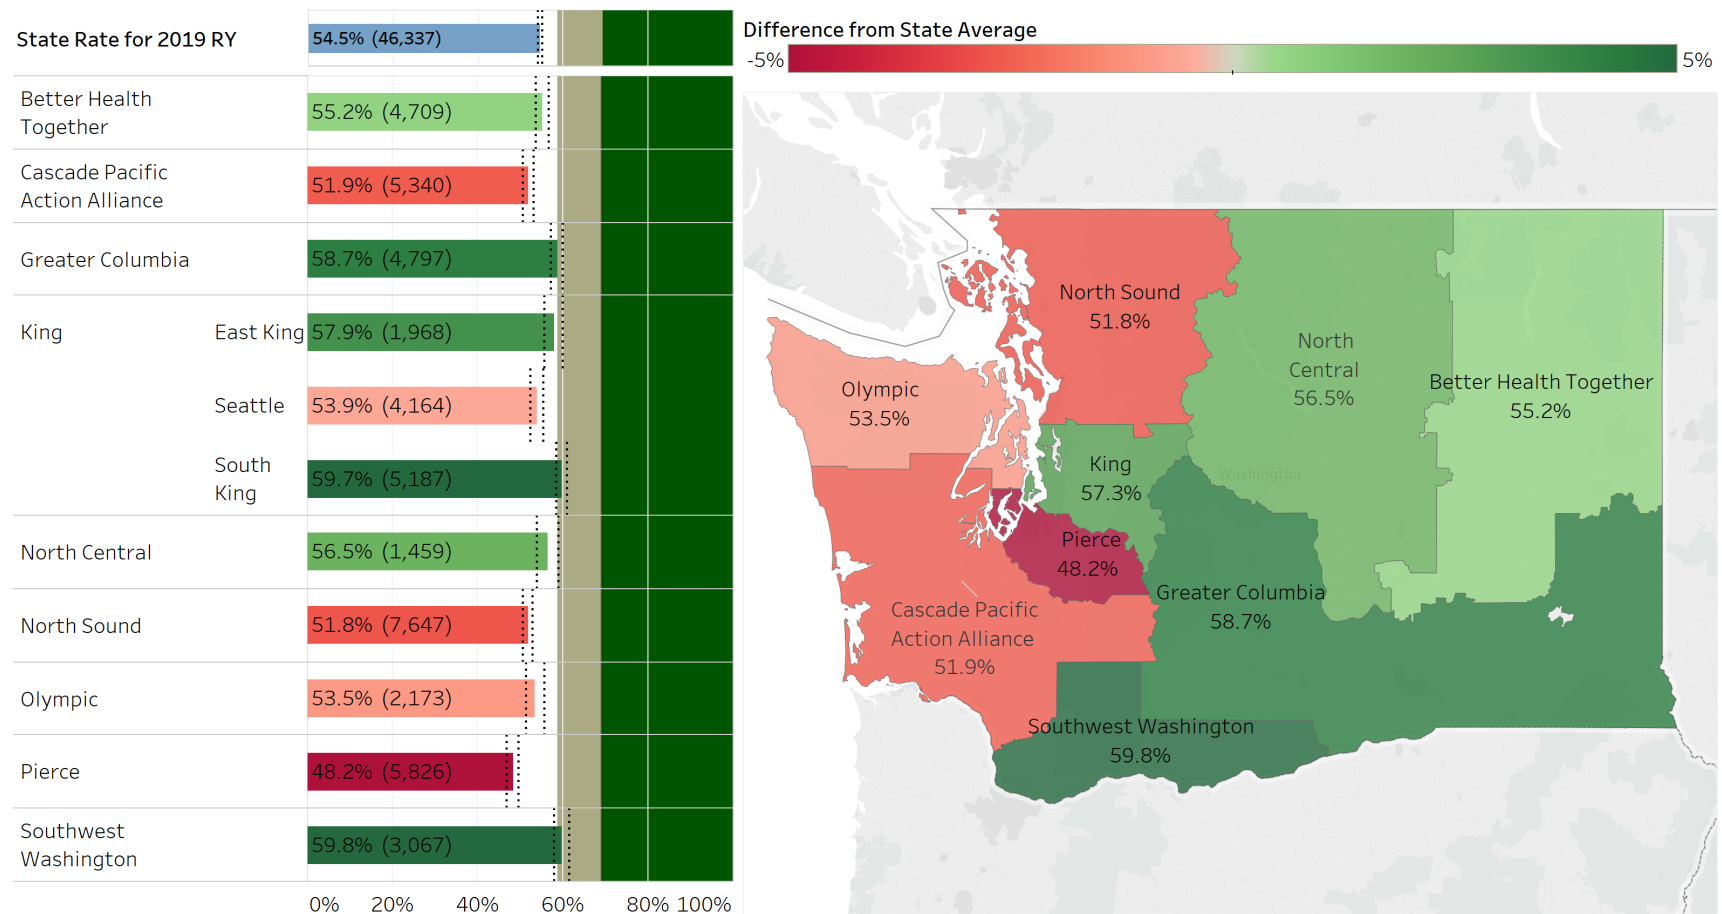 State Rate for 2019 RY
54.5% (46,337)
Better Health
Together
55.2% (4,709)
Cascade Pacific
Action Alliance
51.9% (5,340)
Greater Columbia
58.7% (4,797)
King
East King
57.9% (1,968)
Seattle
53.9% (4,164)
South
King
59.7% (5,187)
North Central
56.5% (1,459)
North Sound
51.8% (7,647)
Olympic
53.5% (2,173)
Pierce
48.2% (5,826)
Southwest
Washington
59.8% (3,067)
0% 20% 40% 60% 80% 100%
Difference from State Average
-5%
5%
North Sound
51.8%
North
Central
56.5%
Better Health Together
55.2%
Olympic
53.5%
King
57.3%
Washington
Pierce
48.2%
Greater Columbia
58.7%
Cascade Pacific
Action Alliance
51.9%
Southwest Washington
59.8%